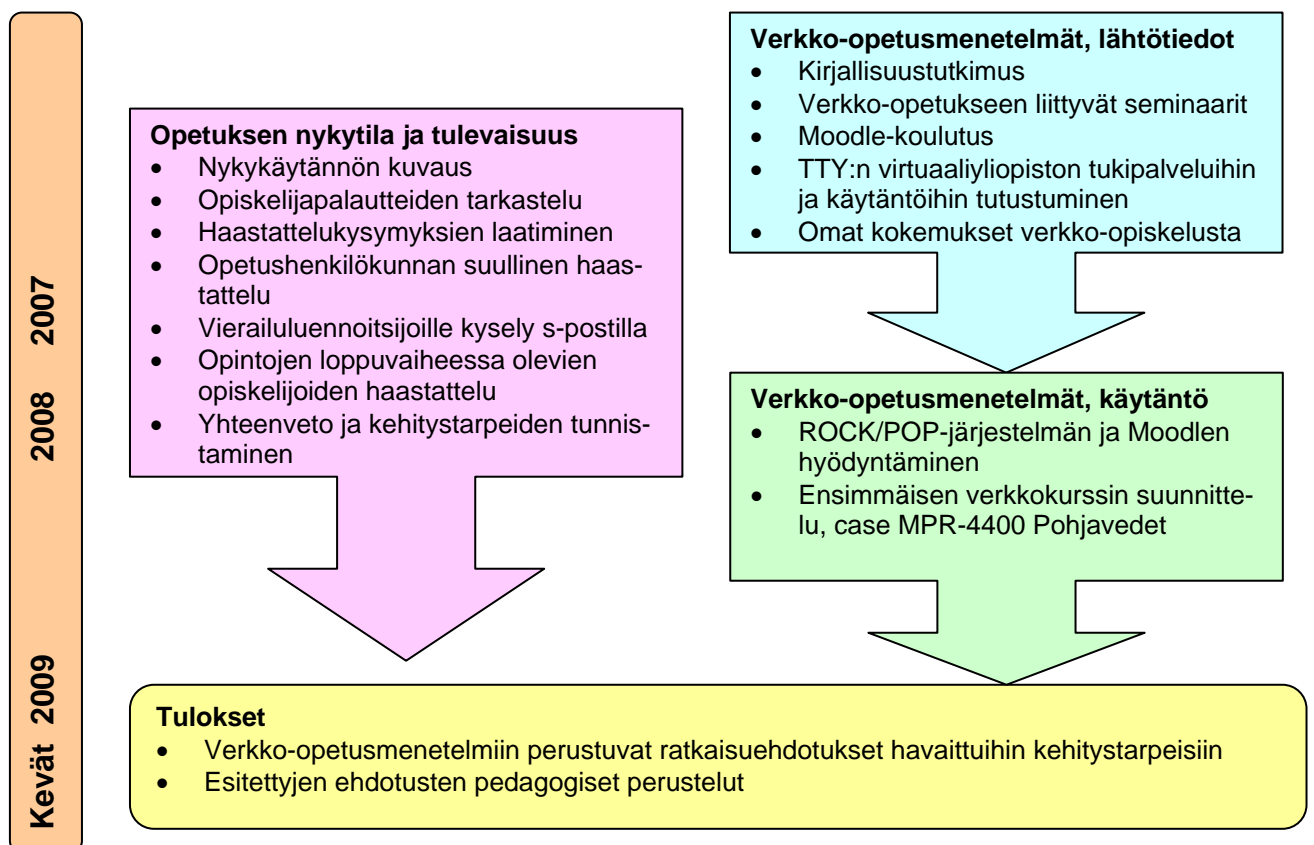 2007
2008
Kevät 2009
Opetuksen nykytila ja tulevaisuus
• Nykykäytännön kuvaus
• Opiskelijapalautteiden tarkastelu
• Haastattelukysymyksien laatiminen
• Opetushenkilökunnan suullinen haas-
tattelu
• Vierailuluennoitsijoille kysely s-postilla
• Opintojen loppuvaiheessa olevien
opiskelijoiden haastattelu
• Yhteenveto ja kehitystarpeiden tunnis-
taminen
Verkko-opetusmenetelmät, lähtötiedot
• Kirjallisuustutkimus
• Verkko-opetukseen liittyvät seminaarit
• Moodle-koulutus
• TTY:n virtuaaliyliopiston tukipalveluihin
ja käytäntöihin tutustuminen
• Omat kokemukset verkko-opiskelusta
Verkko-opetusmenetelmät, käytäntö
• ROCK/POP-järjestelmän ja Moodlen
hyödyntäminen
• Ensimmäisen verkkokurssin suunnitte-
lu, case MPR-4400 Pohjavedet
Tulokset
• Verkko-opetusmenetelmiin perustuvat ratkaisuehdotukset havaittuihin kehitystarpeisiin
• Esitettyjen ehdotusten pedagogiset perustelut